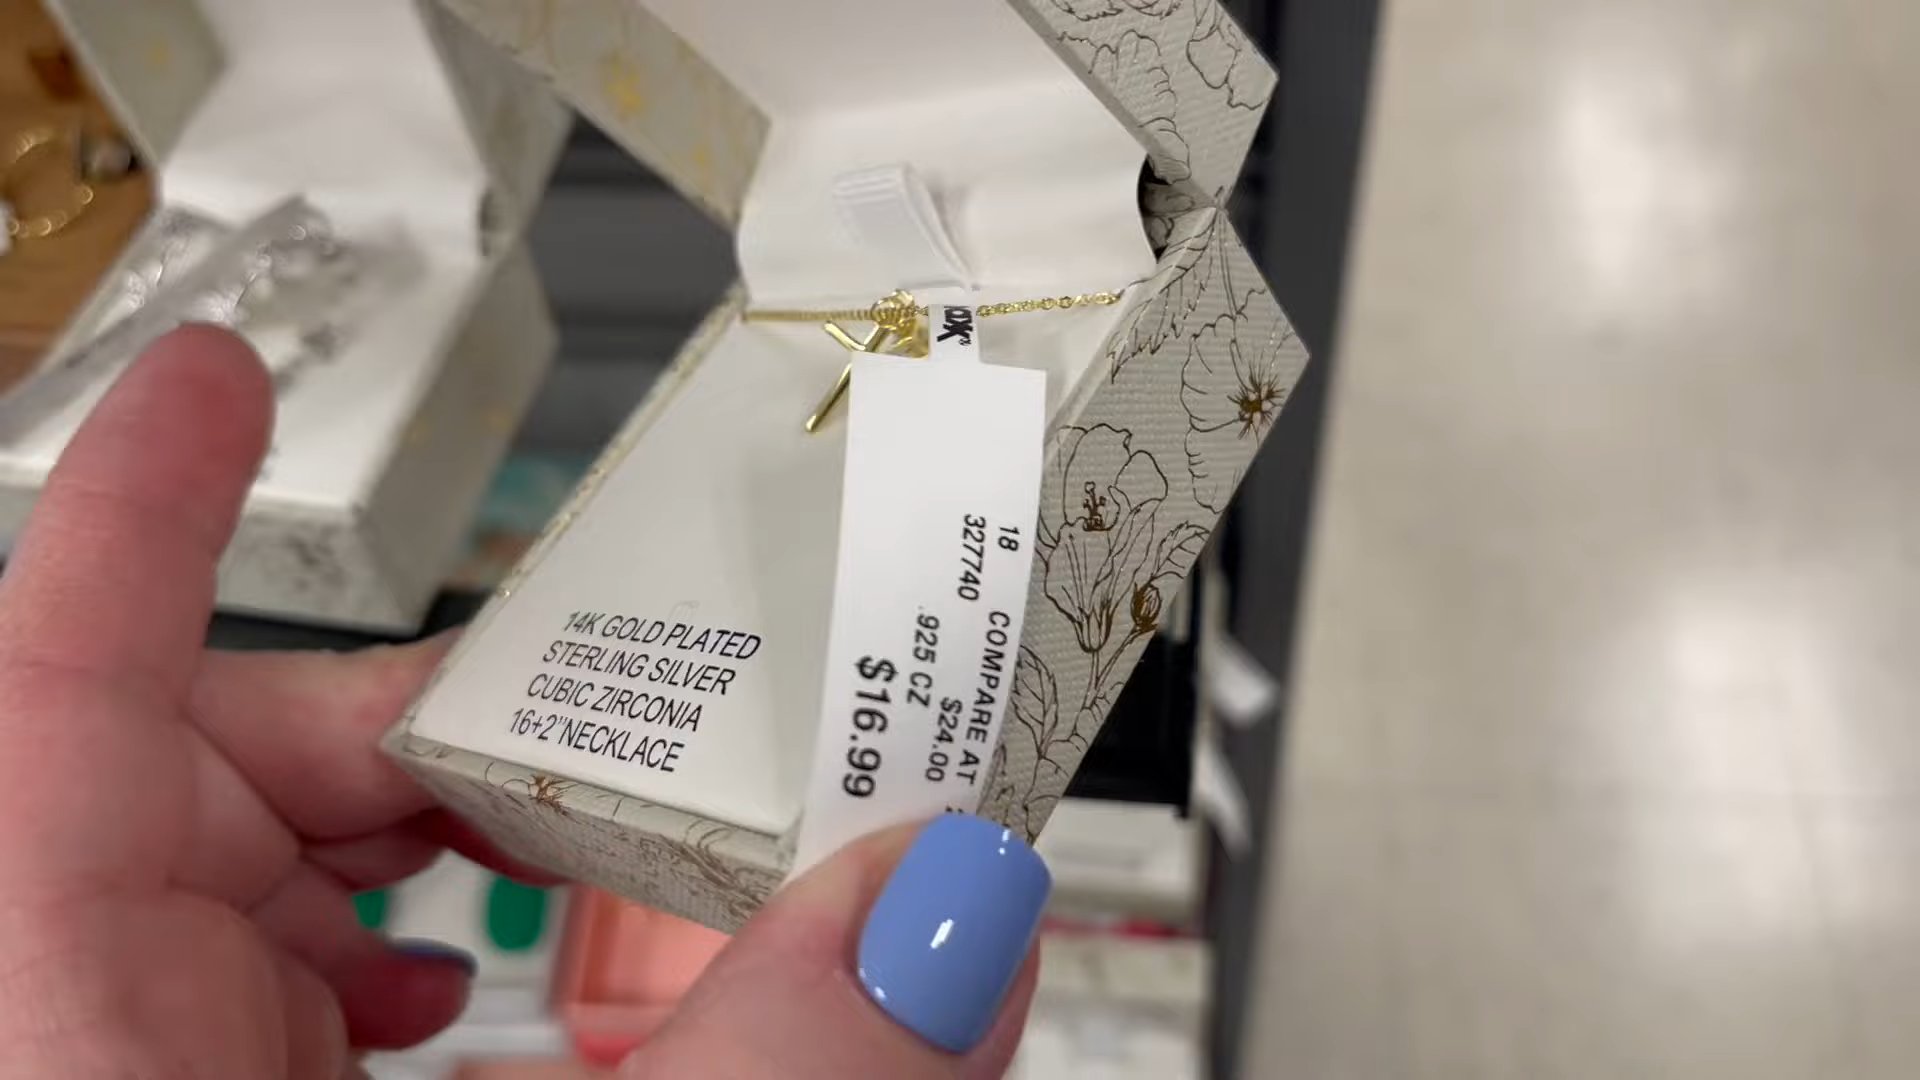 14K GOLD PLATED
STERLING SILVER
CUBIC ZIRCONIA
16+2"NECKLACE
18
327740
COMPARE AT
$24.00
.925 CZ
$16.99